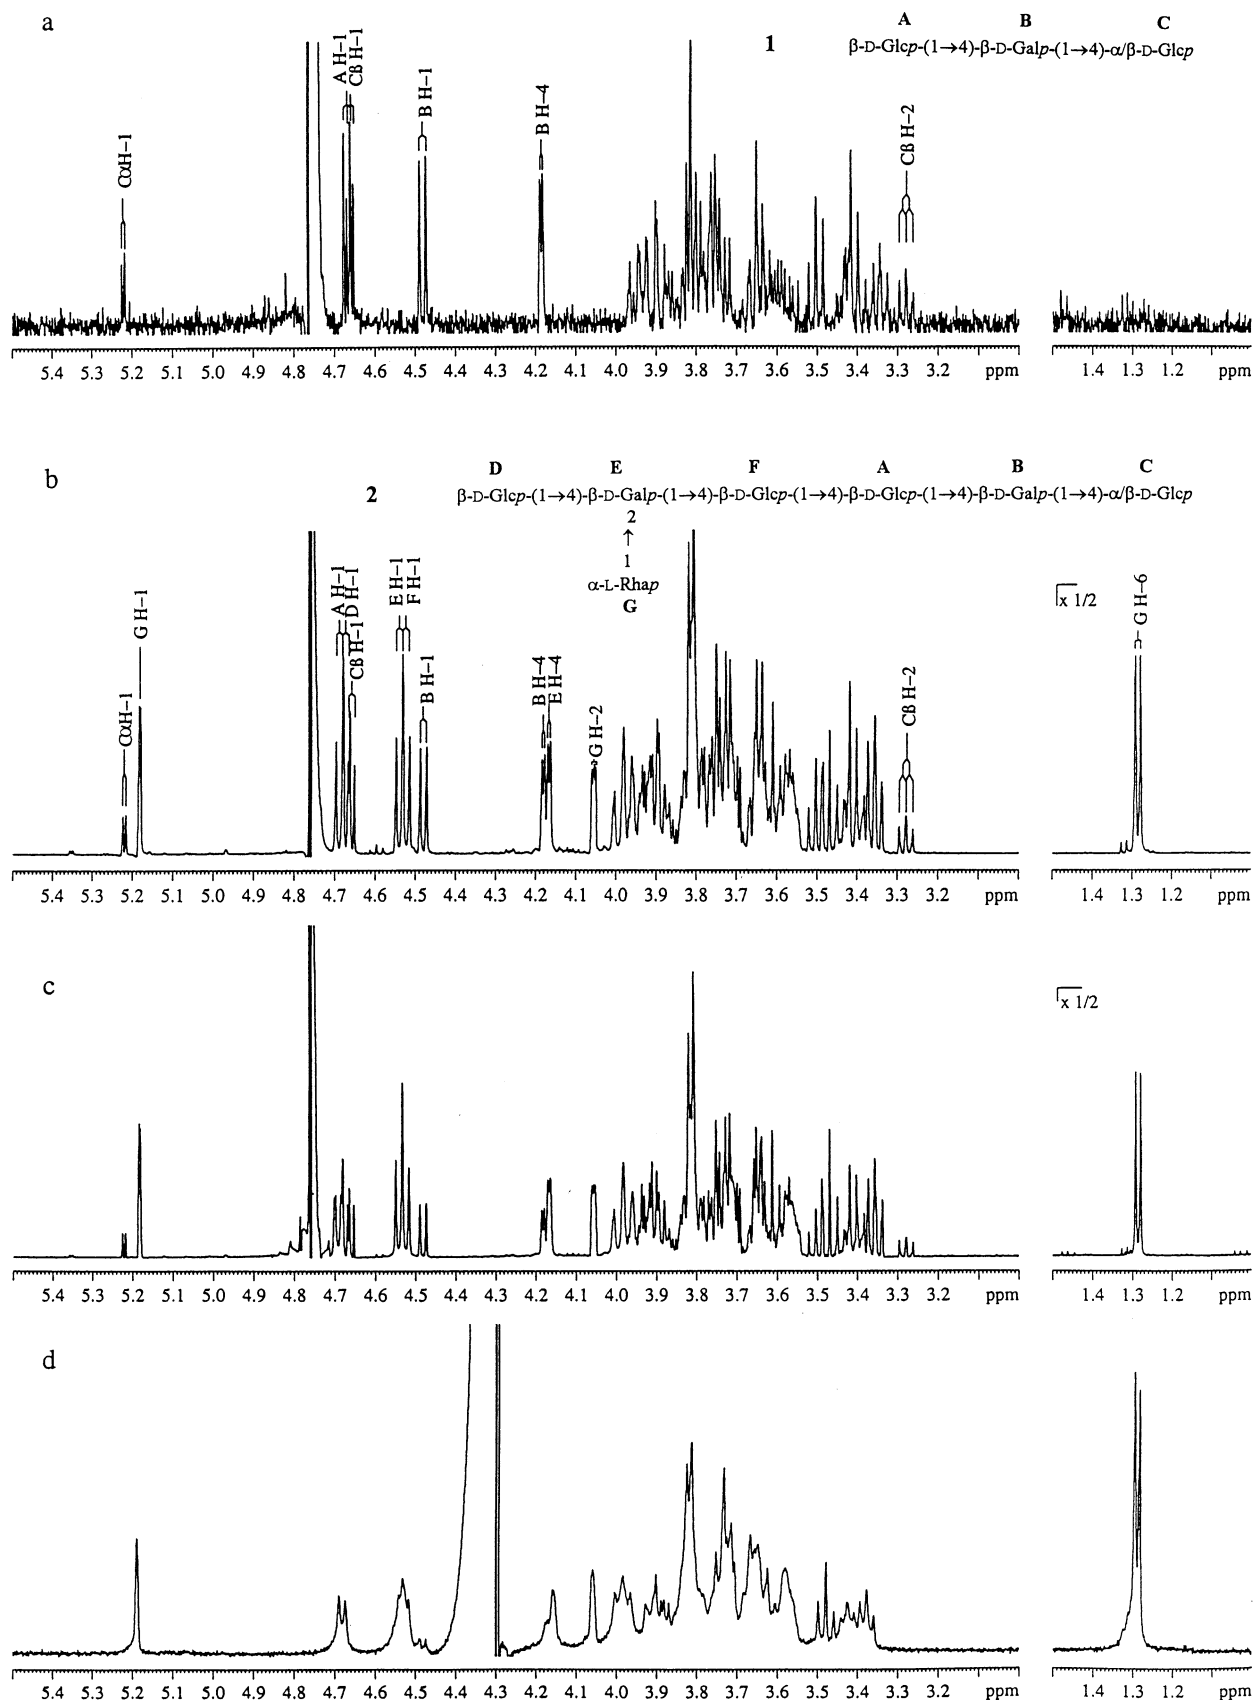 a
A B C
1 β-D-Glcp-(1→4)-β-D-Galp-(1→4)-α/β-D-Glcp
CαH-1
A H-1
Cβ H-1
B H-1
B H-4
Cβ H-2
5.4 5.3 5.2 5.1 5.0 4.9 4.8 4.7 4.6 4.5 4.4 4.3 4.2 4.1 4.0 3.9 3.8 3.7 3.6 3.5 3.4 3.3 3.2 ppm 1.4 1.3 1.2 ppm
b
D E F A B C
2 β-D-Glcp-(1→4)-β-D-Galp-(1→4)-β-D-Glcp-(1→4)-β-D-Glcp-(1→4)-β-D-Galp-(1→4)-α/β-D-Glcp
2
↑
1
α-L-Rhap
G
CαH-1
G H-1
A H-1
D H-1
Cβ H-1
E H-1
F H-1
B H-1
B H-4
E H-4
G H-2
Cβ H-2
x 1/2
G H-6
5.4 5.3 5.2 5.1 5.0 4.9 4.8 4.7 4.6 4.5 4.4 4.3 4.2 4.1 4.0 3.9 3.8 3.7 3.6 3.5 3.4 3.3 3.2 ppm 1.4 1.3 1.2 ppm
c
x 1/2
5.4 5.3 5.2 5.1 5.0 4.9 4.8 4.7 4.6 4.5 4.4 4.3 4.2 4.1 4.0 3.9 3.8 3.7 3.6 3.5 3.4 3.3 3.2 ppm 1.4 1.3 1.2 ppm
d
5.4 5.3 5.2 5.1 5.0 4.9 4.8 4.7 4.6 4.5 4.4 4.3 4.2 4.1 4.0 3.9 3.8 3.7 3.6 3.5 3.4 3.3 3.2 ppm 1.4 1.3 1.2 ppm